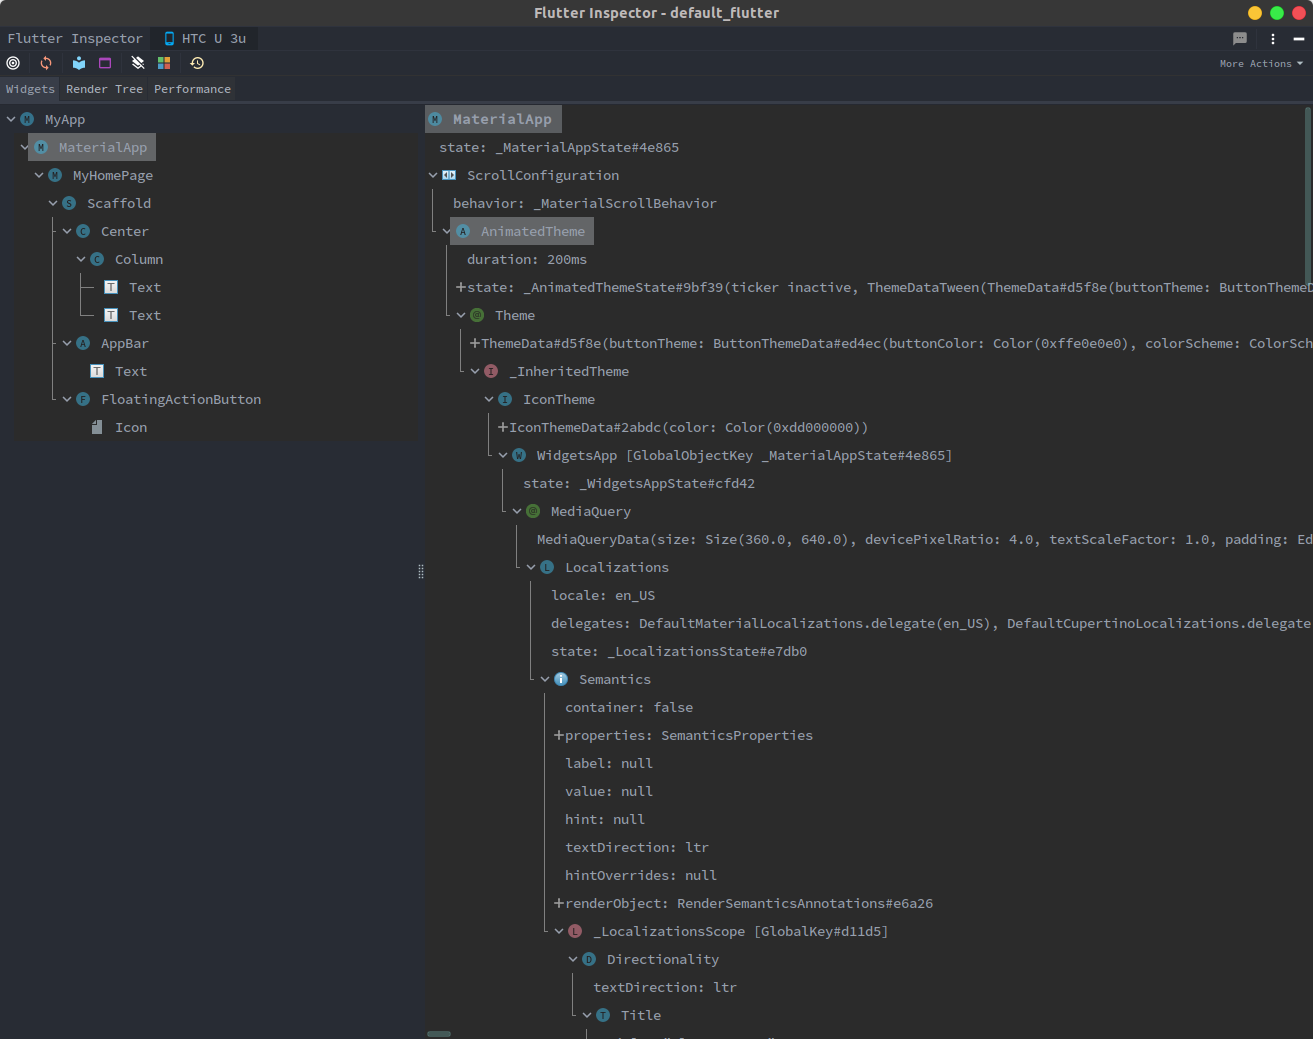 Flutter Inspector - default_flutter
Flutter Inspector HTC U 3u
More Actions
Widgets Render Tree Performance
MyApp
MaterialApp
MyHomePage
Scaffold
Center
Column
Text
Text
AppBar
Text
FloatingActionButton
Icon
MaterialApp
state: _MaterialAppState#4e865
ScrollConfiguration
behavior: _MaterialScrollBehavior
AnimatedTheme
duration: 200ms
+state: _AnimatedThemeState#9bf39(ticker inactive, ThemeDataTween(ThemeData#d5f8e(buttonTheme: ButtonThemeD
Theme
+ThemeData#d5f8e(buttonTheme: ButtonThemeData#ed4ec(buttonColor: Color(0xffe0e0e0), colorScheme: ColorSch
_InheritedTheme
IconTheme
+IconThemeData#2abdc(color: Color(0xdd000000))
WidgetsApp [GlobalObjectKey _MaterialAppState#4e865]
state: _WidgetsAppState#cfd42
MediaQuery
MediaQueryData(size: Size(360.0, 640.0), devicePixelRatio: 4.0, textScaleFactor: 1.0, padding: Ed
Localizations
locale: en_US
delegates: DefaultMaterialLocalizations.delegate(en_US), DefaultCupertinoLocalizations.delegate
state: _LocalizationsState#e7db0
Semantics
container: false
+properties: SemanticsProperties
label: null
value: null
hint: null
textDirection: ltr
hintOverrides: null
+renderObject: RenderSemanticsAnnotations#e6a26
_LocalizationsScope [GlobalKey#d11d5]
Directionality
textDirection: ltr
Title